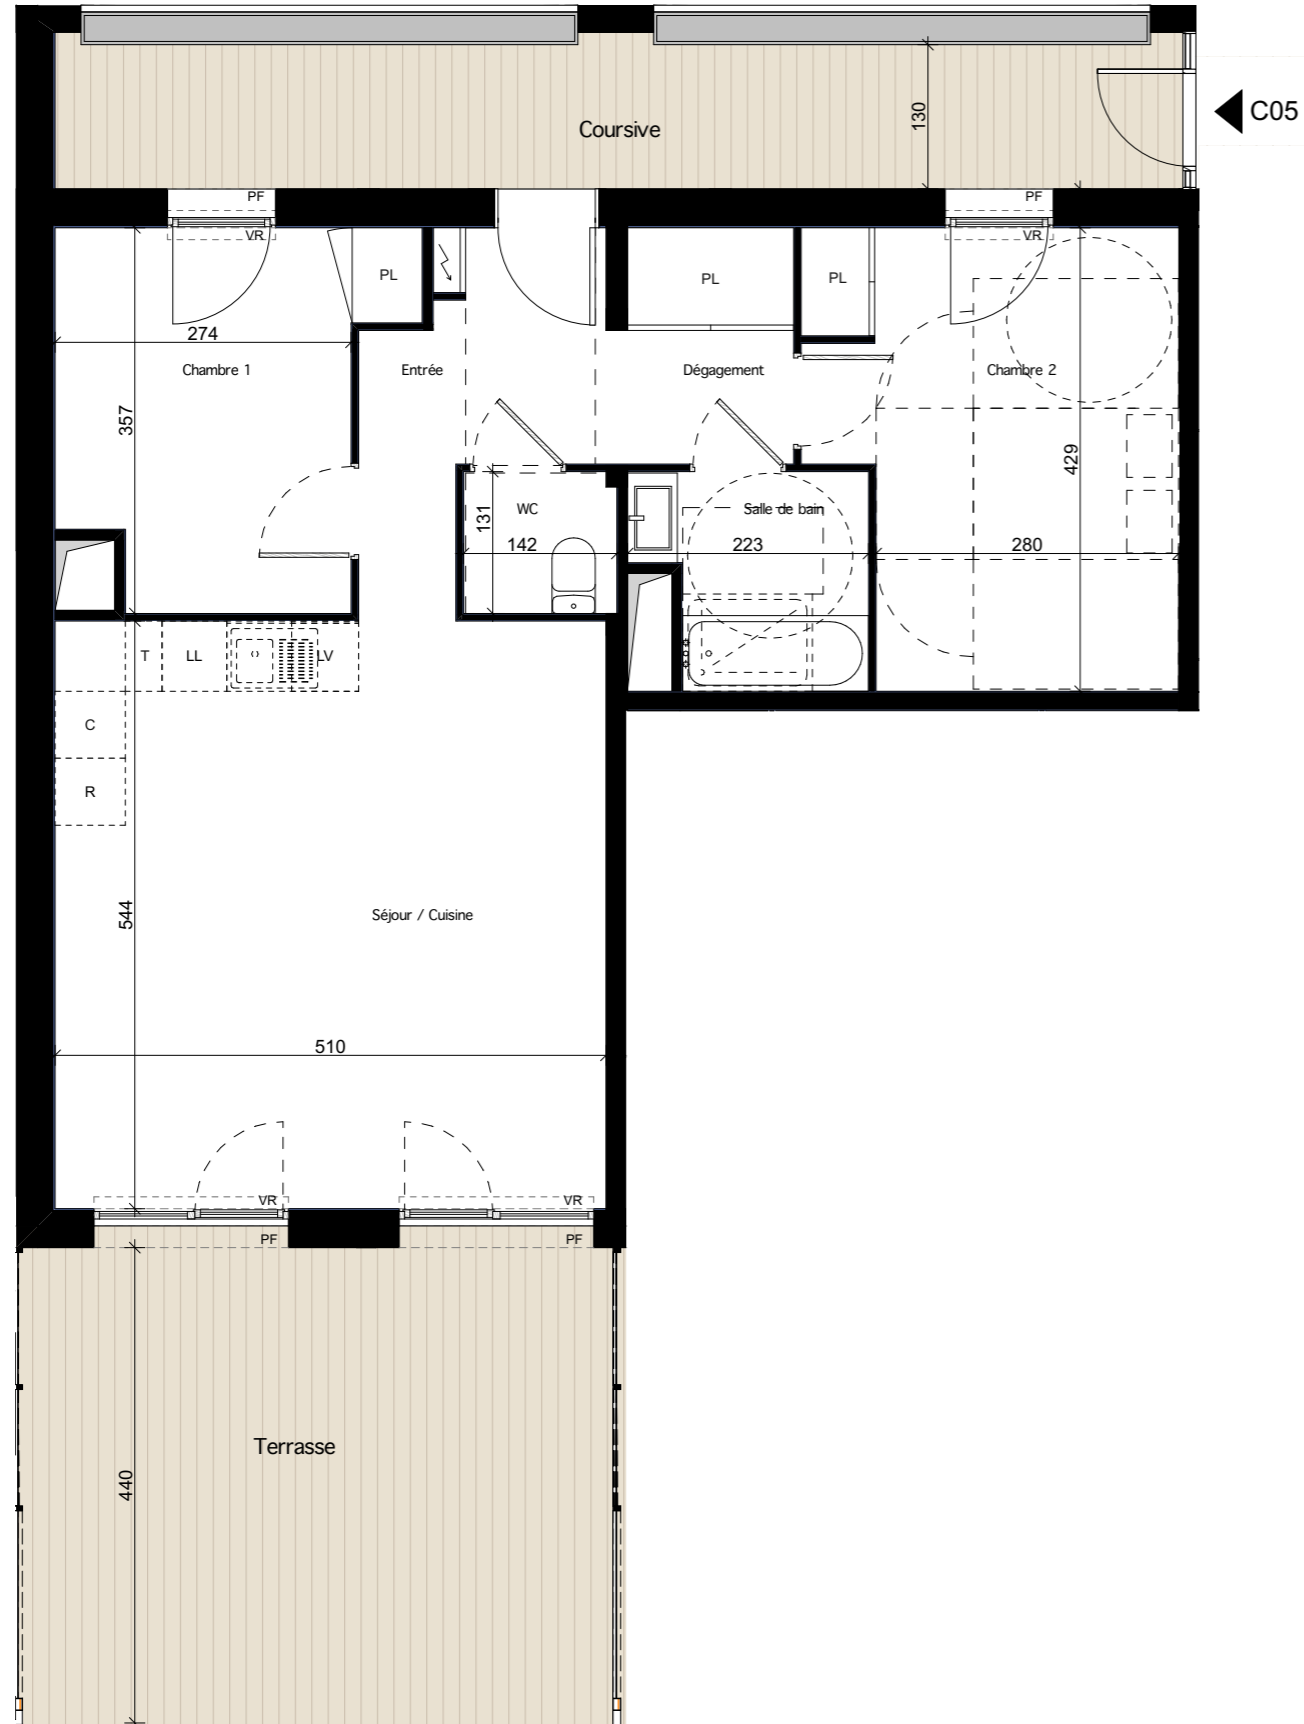 C05
130
Coursive
PF
PF
VR
VR
PL
PL
PL
274
Chambre 1
Entrée
Dégagement
Chambre 2
357
429
131
WC
Salle de bain
142
223
280
T
LL
LV
C
R
544
Séjour / Cuisine
510
VR
VR
PF
PF
Terrasse
440